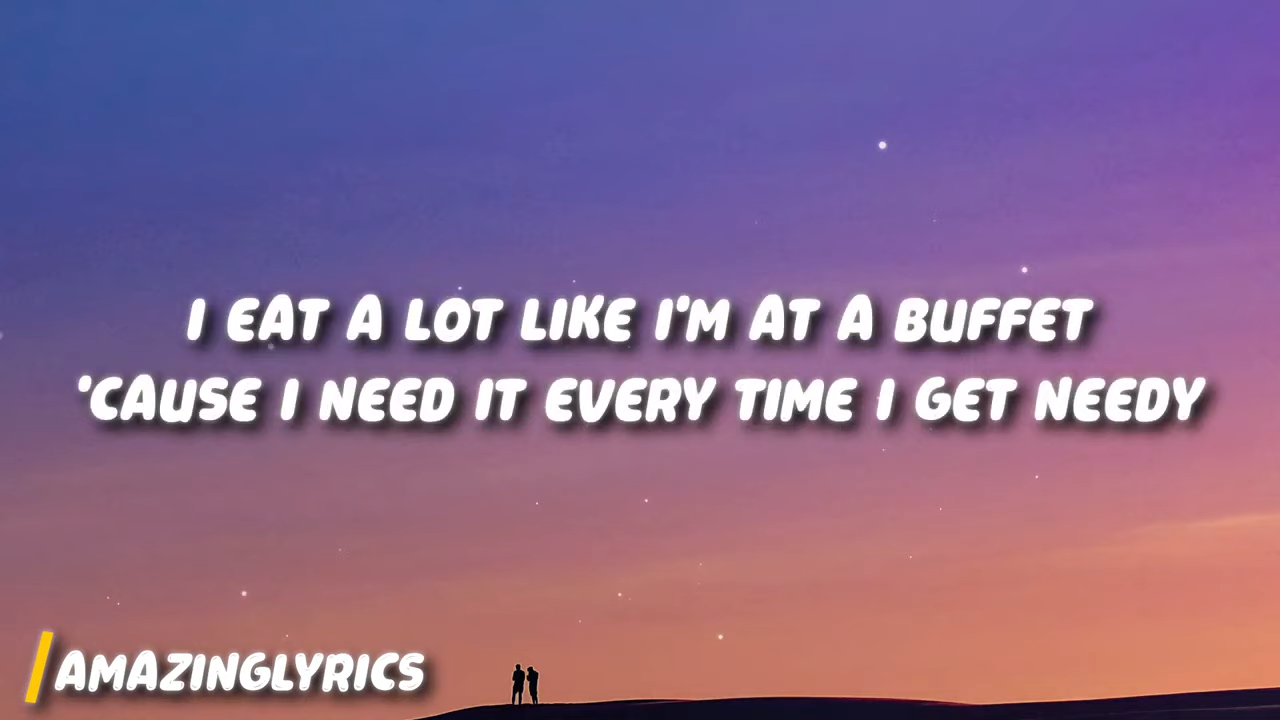 I EAT A LOT LIKE I'M AT A BUFFET
'CAUSE I NEED IT EVERY TIME I GET NEEDY
AMAZINGLYRICS